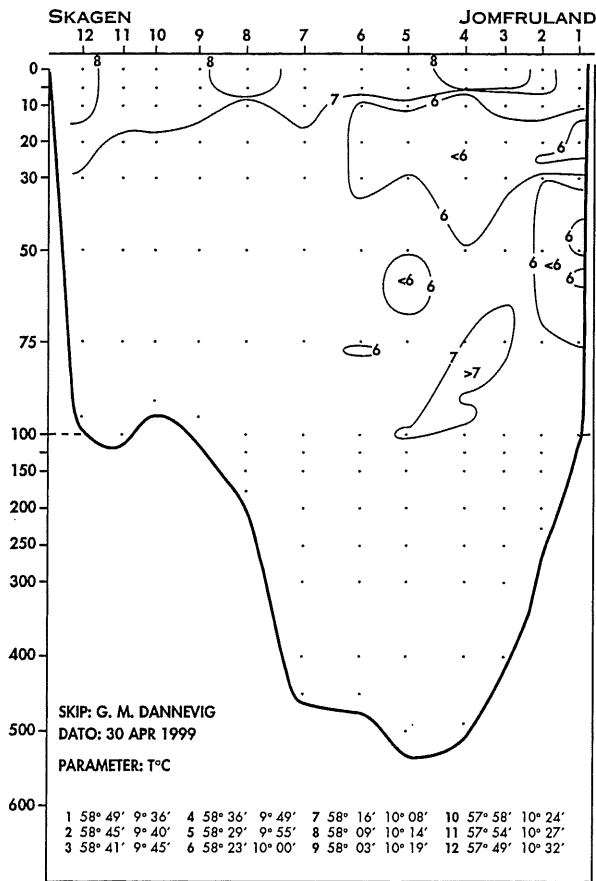 SKAGEN JOMFRULAND
12 11 10 9 8 7 6 5 4 3 2 1
8 8 8
0
7 6
10
20
6
<6
30
6
50
6 6 <6
<6 6 6
75
6 7
>7
100
150
200
250
300
400
500
600
SKIP: G. M. DANNEVIG
DATO: 30 APR 1999
PARAMETER: T°C
1 58° 49' 9° 36' 4 58° 36' 9° 49' 7 58° 16' 10° 08' 10 57° 58' 10° 24'
2 58° 45' 9° 40' 5 58° 29' 9° 55' 8 58° 09' 10° 14' 11 57° 54' 10° 27'
3 58° 41' 9° 45' 6 58° 23' 10° 00' 9 58° 03' 10° 19' 12 57° 49' 10° 32'